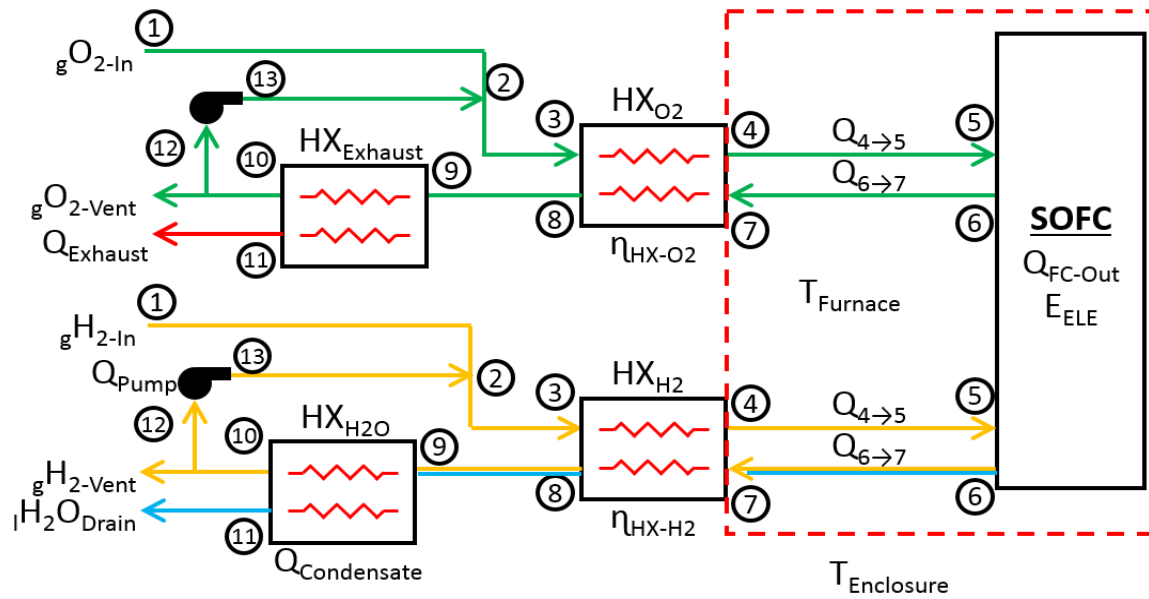 ①
gO2-In
⑬
②
⑫
⑩
HXExhaust
⑨
③
HXO2
④
Q4→5
⑤
gO2-Vent
QExhaust
⑪
⑧
ηHX-O2
⑦
Q6→7
⑥
SOFC
QFC-Out
EELE
TFurnace
①
gH2-In
QPump
⑬
②
⑫
⑩
HXH2O
⑨
③
HXH2
④
Q4→5
⑤
gH2-Vent
lH2ODrain
⑪
QCondensate
⑧
ηHX-H2
⑦
Q6→7
⑥
TEnclosure